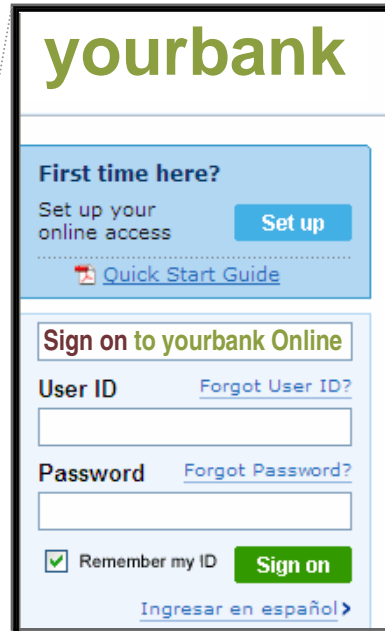 yourbank
First time here?
Set up your
online access
Set up
Quick Start Guide
Sign on to yourbank Online
User ID Forgot User ID?
Password Forgot Password?
Remember my ID Sign on
Ingresar en español